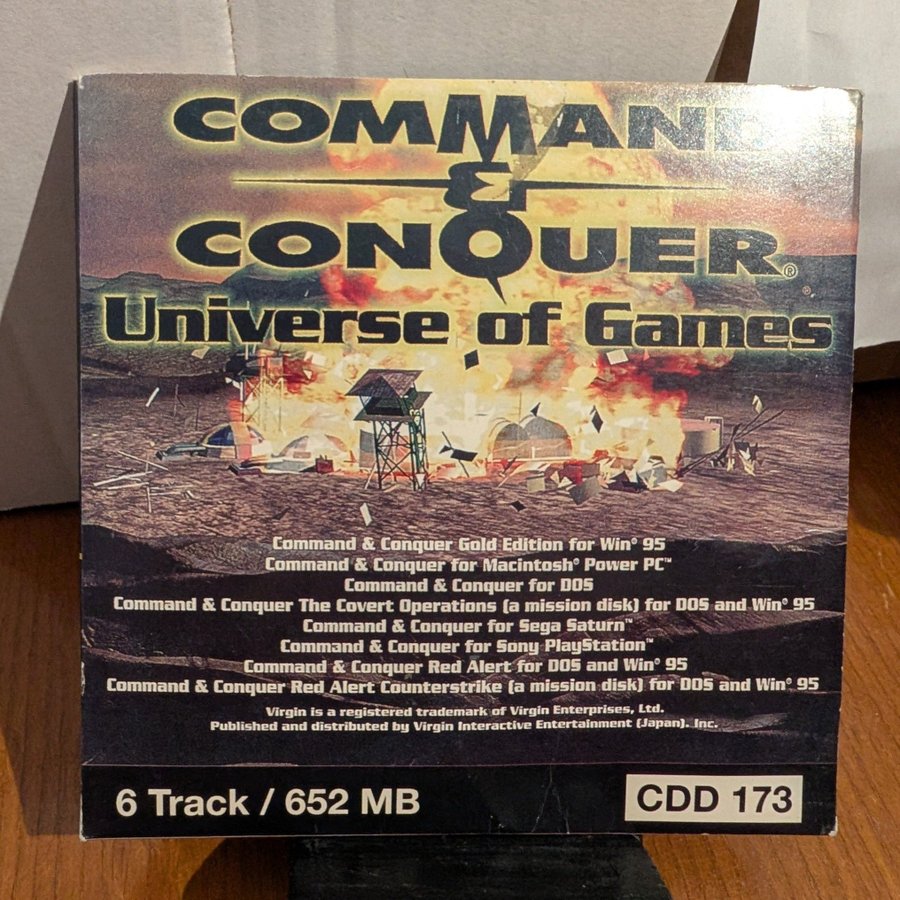 COMMAND
&
CONQUER®
Universe of Games
Command & Conquer Gold Edition for Win® 95
Command & Conquer for Macintosh® Power PC™
Command & Conquer for DOS
Command & Conquer The Covert Operations (a mission disk) for DOS and Win® 95
Command & Conquer for Sega Saturn™
Command & Conquer for Sony PlayStation™
Command & Conquer Red Alert for DOS and Win® 95
Command & Conquer Red Alert Counterstrike (a mission disk) for DOS and Win® 95
Virgin is a registered trademark of Virgin Enterprises, Ltd.
Published and distributed by Virgin Interactive Entertainment (Japan). Inc.
6 Track / 652 MB
CDD 173